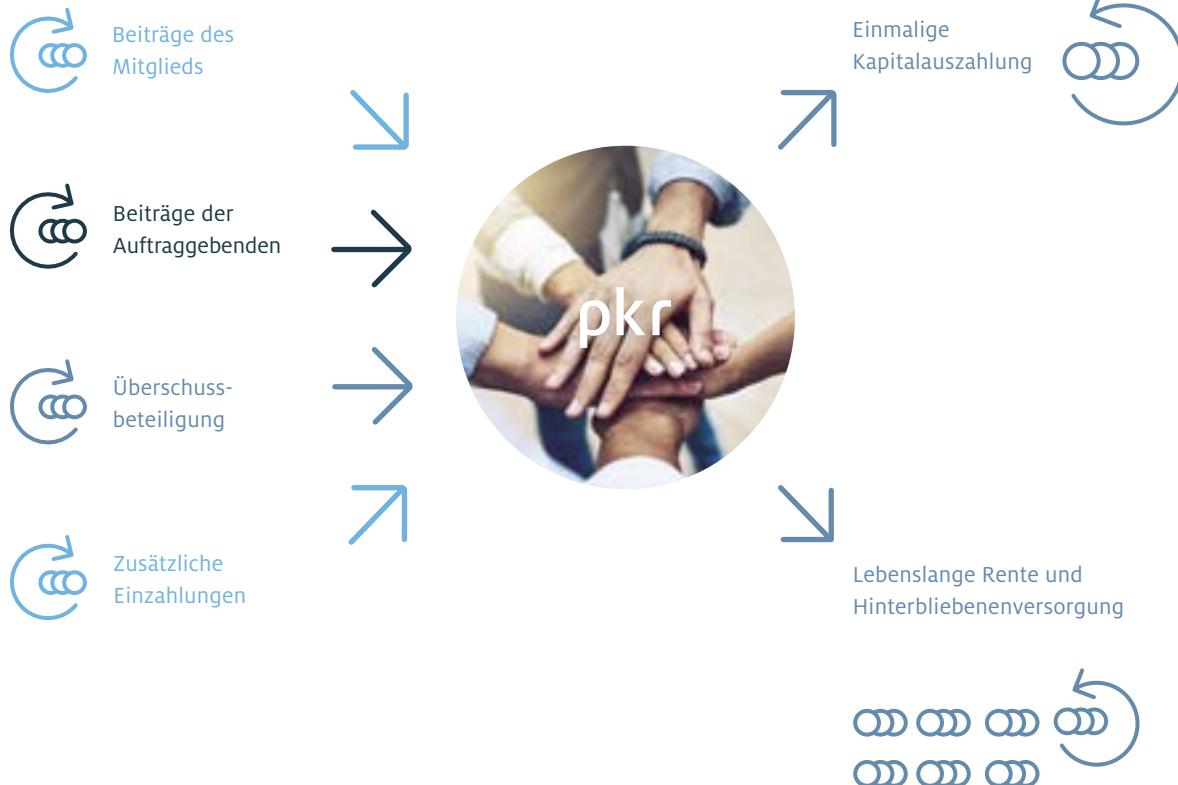 Beiträge des
Mitglieds
Beiträge der
Auftraggebenden
Überschuss-
beteiligung
Zusätzliche
Einzahlungen
pkr
Einmalige
Kapitalauszahlung
Lebenslange Rente und
Hinterbliebenenversorgung